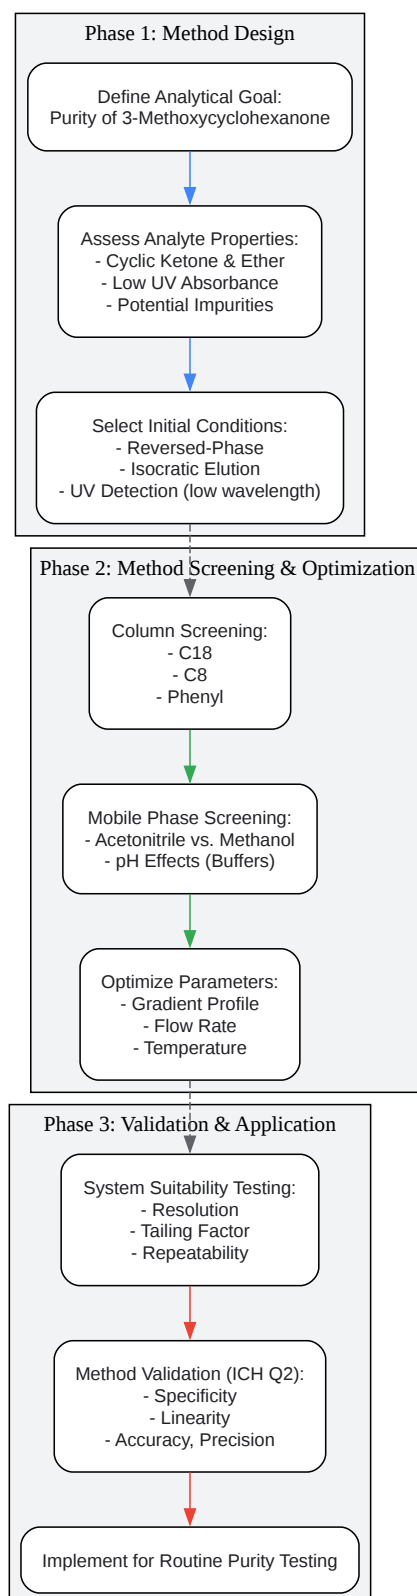 Phase 1: Method Design
Define Analytical Goal:
Purity of 3-Methoxycyclohexanone
Assess Analyte Properties:
- Cyclic Ketone & Ether
- Low UV Absorbance
- Potential Impurities
Select Initial Conditions:
- Reversed-Phase
- Isocratic Elution
- UV Detection (low wavelength)
Phase 2: Method Screening & Optimization
Column Screening:
- C18
- C8
- Phenyl
Mobile Phase Screening:
- Acetonitrile vs. Methanol
- pH Effects (Buffers)
Optimize Parameters:
- Gradient Profile
- Flow Rate
- Temperature
Phase 3: Validation & Application
System Suitability Testing:
- Resolution
- Tailing Factor
- Repeatability
Method Validation (ICH Q2):
- Specificity
- Linearity
- Accuracy, Precision
Implement for Routine Purity Testing